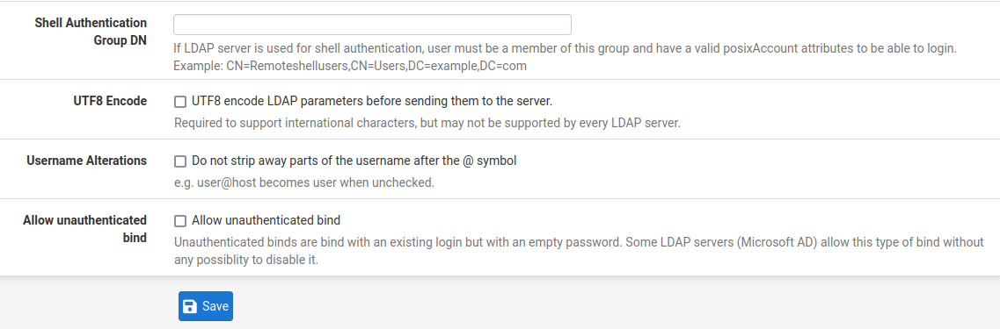 Shell Authentication
Group DN
If LDAP server is used for shell authentication, user must be a member of this group and have a valid posixAccount attributes to be able to login.
Example: CN=Remoteshellusers,CN=Users,DC=example,DC=com
UTF8 Encode
UTF8 encode LDAP parameters before sending them to the server.
Required to support international characters, but may not be supported by every LDAP server.
Username Alterations
Do not strip away parts of the username after the @ symbol
e.g. user@host becomes user when unchecked.
Allow unauthenticated
bind
Allow unauthenticated bind
Unauthenticated binds are bind with an existing login but with an empty password. Some LDAP servers (Microsoft AD) allow this type of bind without
any possiblity to disable it.
Save